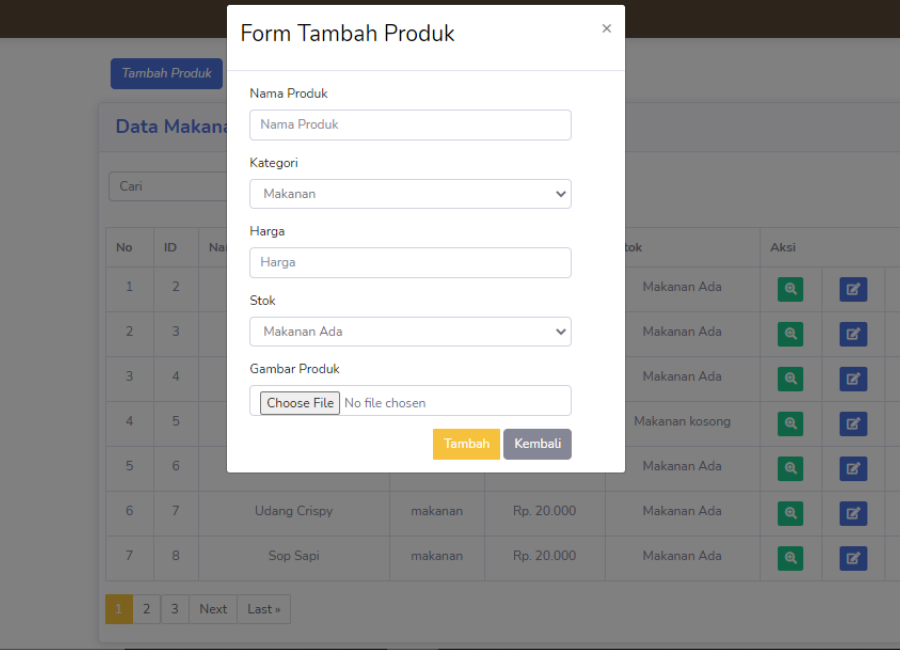 Form Tambah Produk ×
Tambah Produk
Nama Produk
Nama Produk
Data Makana
Kategori
Cari
Makanan
Harga
No ID Na tok Aksi
Harga
1 2 Makanan Ada
Stok
2 3 Makanan Ada
Makanan Ada
Gambar Produk
3 4 Makanan Ada
Choose File No file chosen
4 5 Makanan kosong
Tambah Kembali
5 6 Makanan Ada
6 7 Udang Crispy makanan Rp. 20.000 Makanan Ada
7 8 Sop Sapi makanan Rp. 20.000 Makanan Ada
1 2 3 Next Last »